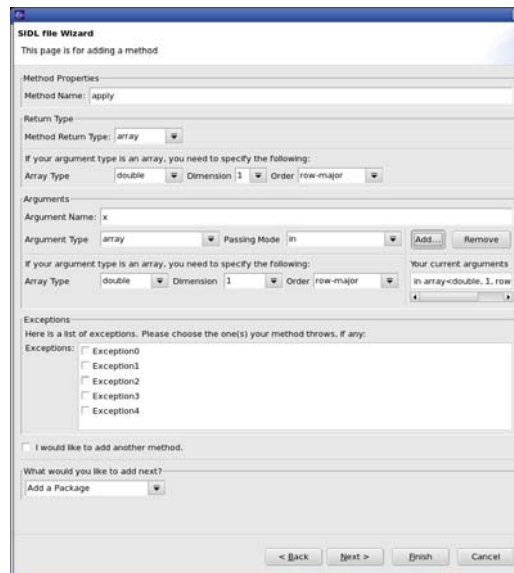 SIDL file Wizard
This page is for adding a method
Method Properties
Method Name: apply
Return Type
Method Return Type: array
If your argument type is an array, you need to specify the following:
Array Type double Dimension 1 Order row-major
Arguments
Argument Name: x
Argument Type array Passing Mode in Add... Remove
If your argument type is an array, you need to specify the following: Your current arguments
Array Type double Dimension 1 Order row-major in array<double, 1, row
Exceptions
Here is a list of exceptions. Please choose the one(s) your method throws, if any:
Exceptions: Exception0
Exception1
Exception2
Exception3
Exception4
I would like to add another method.
What would you like to add next?
Add a Package
< Back Next > Finish Cancel